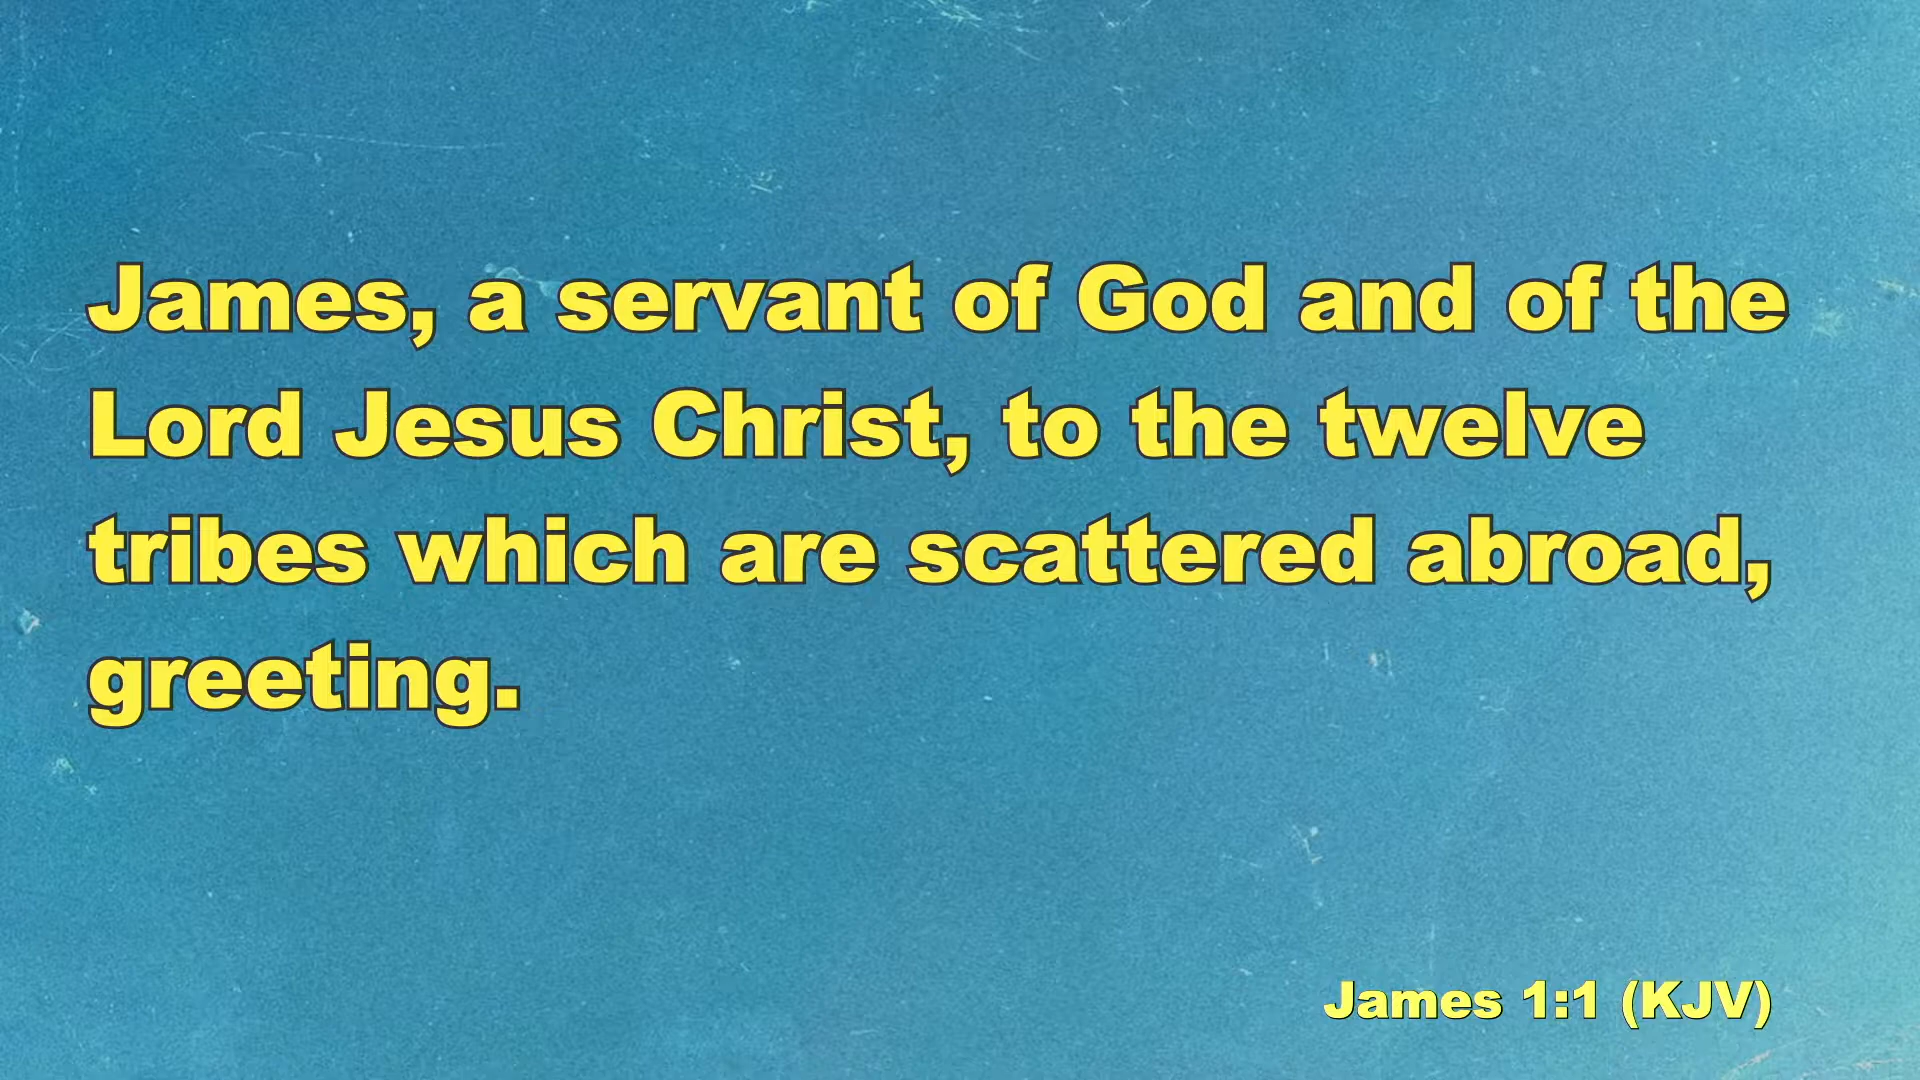 James, a servant of God and of the
Lord Jesus Christ, to the twelve
tribes which are scattered abroad,
greeting.
James 1:1 (KJV)